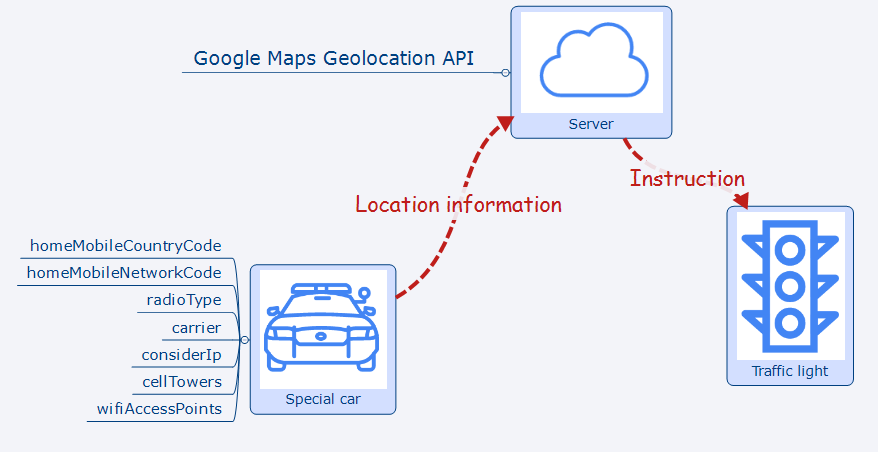 Google Maps Geolocation API
Server
Instruction
Location information
homeMobileCountryCode
homeMobileNetworkCode
radioType
carrier
considerIp
cellTowers
wifiAccessPoints
Special car
Traffic light